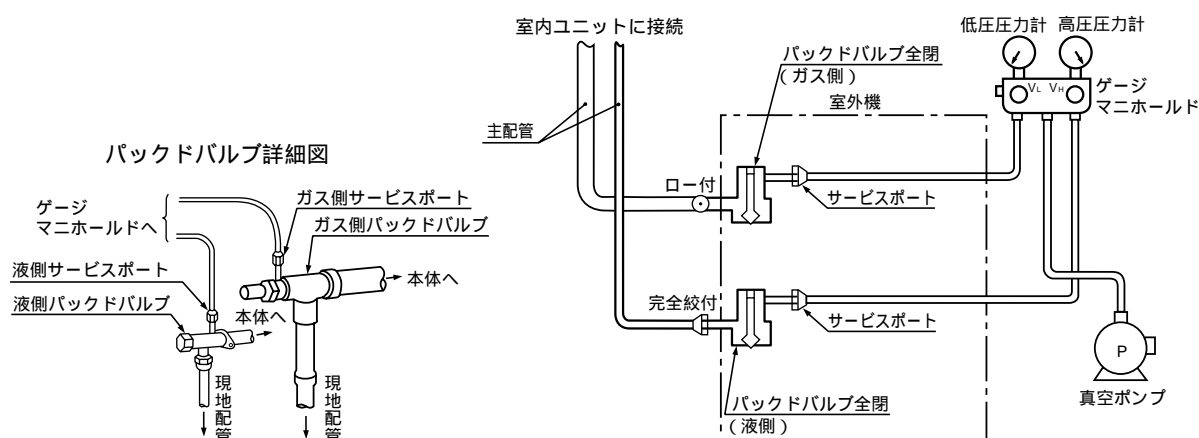 パックドバルブ詳細図
ゲージ
マニホールドへ
ガス側サービスポート
ガス側パックドバルブ
液側サービスポート
液側パックドバルブ
本体へ
本体へ
現地配管
現地配管
室内ユニットに接続
主配管
パックドバルブ全閉
(ガス側)
室外機
ロー付
サービスポート
完全絞付
サービスポート
パックドバルブ全閉
(液側)
低圧圧力計 高圧圧力計
VL VH
ゲージ
マニホールド
P
真空ポンプ